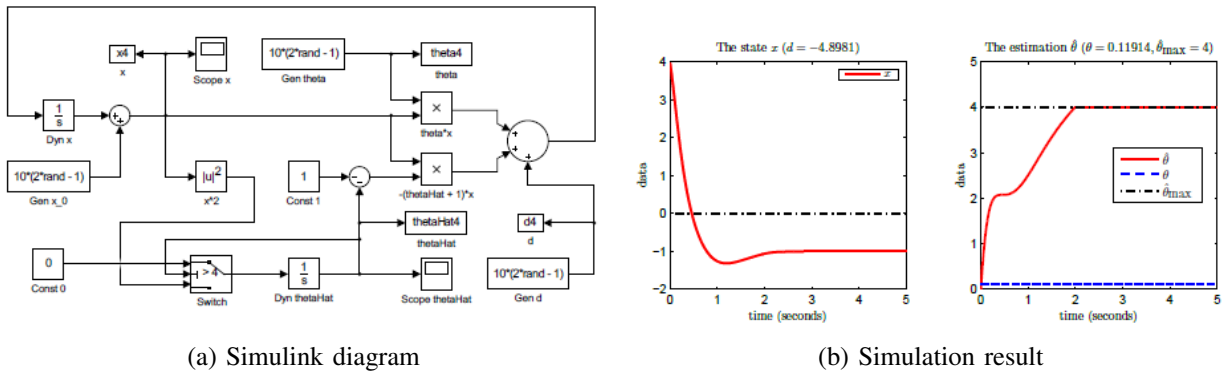 x4
x
Scope x
10*(2*rand - 1)
Gen theta
theta4
theta
×
theta*x
1
s
Dyn x
+
+
10*(2*rand - 1)
Gen x_0
|u|²
x^2
1
Const 1
-
×
-(thetaHat + 1)*x
+
+
+
thetaHat4
thetaHat
d4
d
0
Const 0
> 4
Switch
1
s
Dyn thetaHat
Scope thetaHat
10*(2*rand - 1)
Gen d
(a) Simulink diagram
The state x (d = −4.8981)
x
data
4
3
2
1
0
−1
−2
0 1 2 3 4 5
time (seconds)
The estimation θ̂ (θ = 0.11914, θ̂max = 4)
θ̂
θ
θ̂max
data
5
4
3
2
1
0
0 1 2 3 4 5
time (seconds)
(b) Simulation result